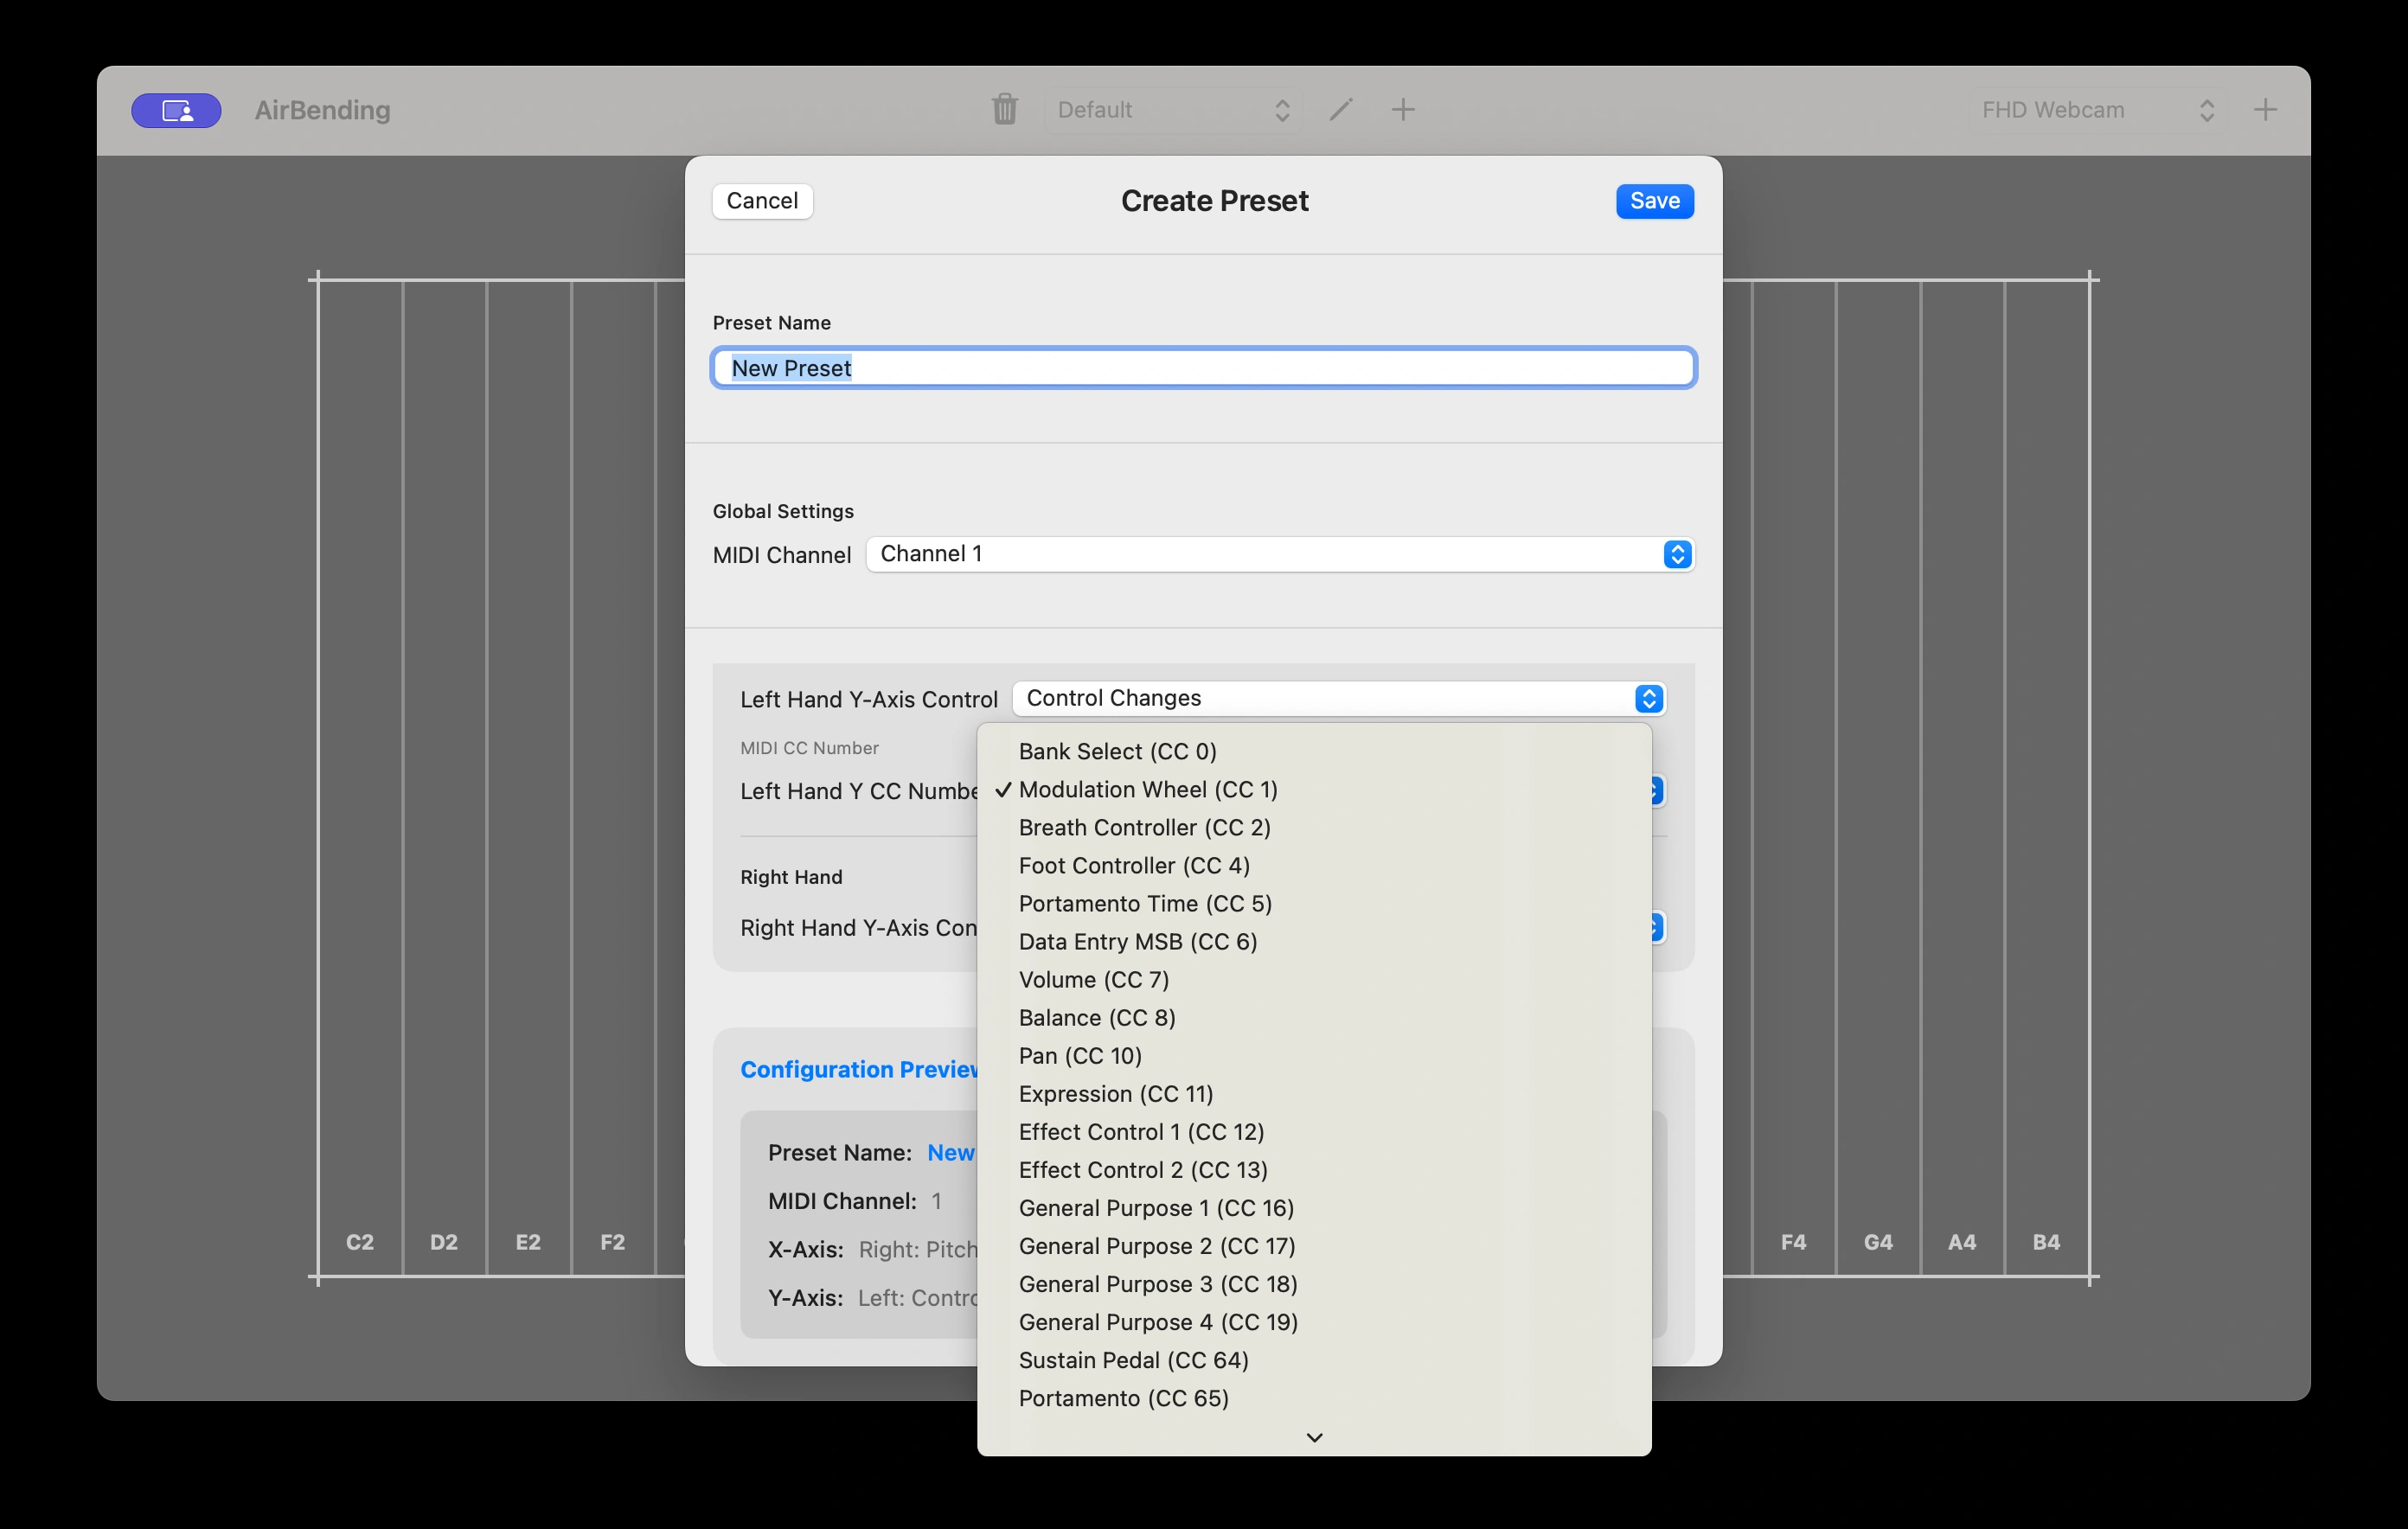 AirBending
Default
FHD Webcam
Cancel
Create Preset
Save
Preset Name
New Preset
Global Settings
MIDI Channel
Channel 1
Left Hand Y-Axis Control
Control Changes
MIDI CC Number
Left Hand Y CC
Right Hand
Right Hand Y-Axis
Configuration
Preset Name: New
MIDI Channel: 1
X-Axis: Right: Pitch
Y-Axis: Left:
Bank Select (CC 0)
✓ Modulation Wheel (CC 1)
Breath Controller (CC 2)
Foot Controller (CC 4)
Portamento Time (CC 5)
Data Entry MSB (CC 6)
Volume (CC 7)
Balance (CC 8)
Pan (CC 10)
Expression (CC 11)
Effect Control 1 (CC 12)
Effect Control 2 (CC 13)
General Purpose 1 (CC 16)
General Purpose 2 (CC 17)
General Purpose 3 (CC 18)
General Purpose 4 (CC 19)
Sustain Pedal (CC 64)
Portamento (CC 65)
C2 D2 E2 F2
F4 G4 A4 B4